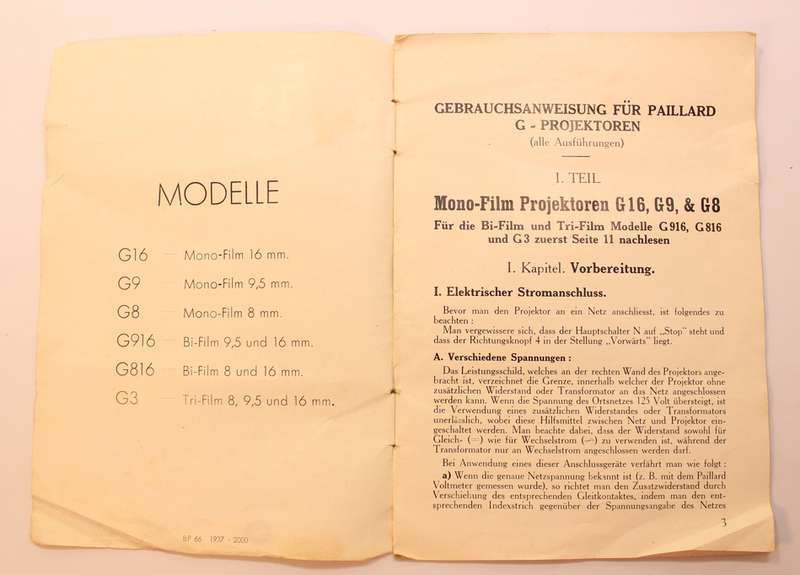 MODELLE
G16 — Mono-Film 16 mm.
G9 — Mono-Film 9,5 mm.
G8 — Mono-Film 8 mm.
G916 — Bi-Film 9,5 und 16 mm.
G816 — Bi-Film 8 und 16 mm.
G3 — Tri-Film 8, 9,5 und 16 mm.
BP 66 1937 - 2000
GEBRAUCHSANWEISUNG FÜR PAILLARD
G - PROJEKTOREN
(alle Ausführungen)
I. TEIL
Mono-Film Projektoren G16, G9, & G8
Für die Bi-Film und Tri-Film Modelle G916, G816
und G3 zuerst Seite 11 nachlesen
I. Kapitel. Vorbereitung.
I. Elektrischer Stromanschluss.
Bevor man den Projektor an ein Netz anschliesst, ist folgendes zu
beachten :
Man vergewissere sich, dass der Hauptschalter N auf „Stop" steht und
dass der Richtungsknopf 4 in der Stellung „Vorwärts" liegt.
A. Verschiedene Spannungen :
Das Leistungsschild, welches an der rechten Wand des Projektors ange-
bracht ist, verzeichnet die Grenze, innerhalb welcher der Projektor ohne
zusätzlichen Widerstand oder Transformator an das Netz angeschlossen
werden kann. Wenn die Spannung des Ortsnetzes 125 Volt übersteigt, ist
die Verwendung eines zusätzlichen Widerstandes oder Transformators
unerlässlich, wobei diese Hilfsmittel zwischen Netz und Projektor ein-
geschaltet werden. Man beachte dabei, dass der Widerstand sowohl für
Gleich- (=) wie für Wechselstrom (∼) zu verwenden ist, während der
Transformator nur an Wechselstrom angeschlossen werden darf.
Bei Anwendung eines dieser Anschlussgeräte verfährt man wie folgt :
a) Wenn die genaue Netzspannung bekannt ist (z. B. mit dem Paillard
Voltmeter gemessen wurde), so richtet man den Zusatzwiderstand durch
Verschiebung des entsprechenden Gleitkontaktes, indem man den ent-
sprechenden Indexstrich gegenüber der Spannungsangabe des Netzes
3